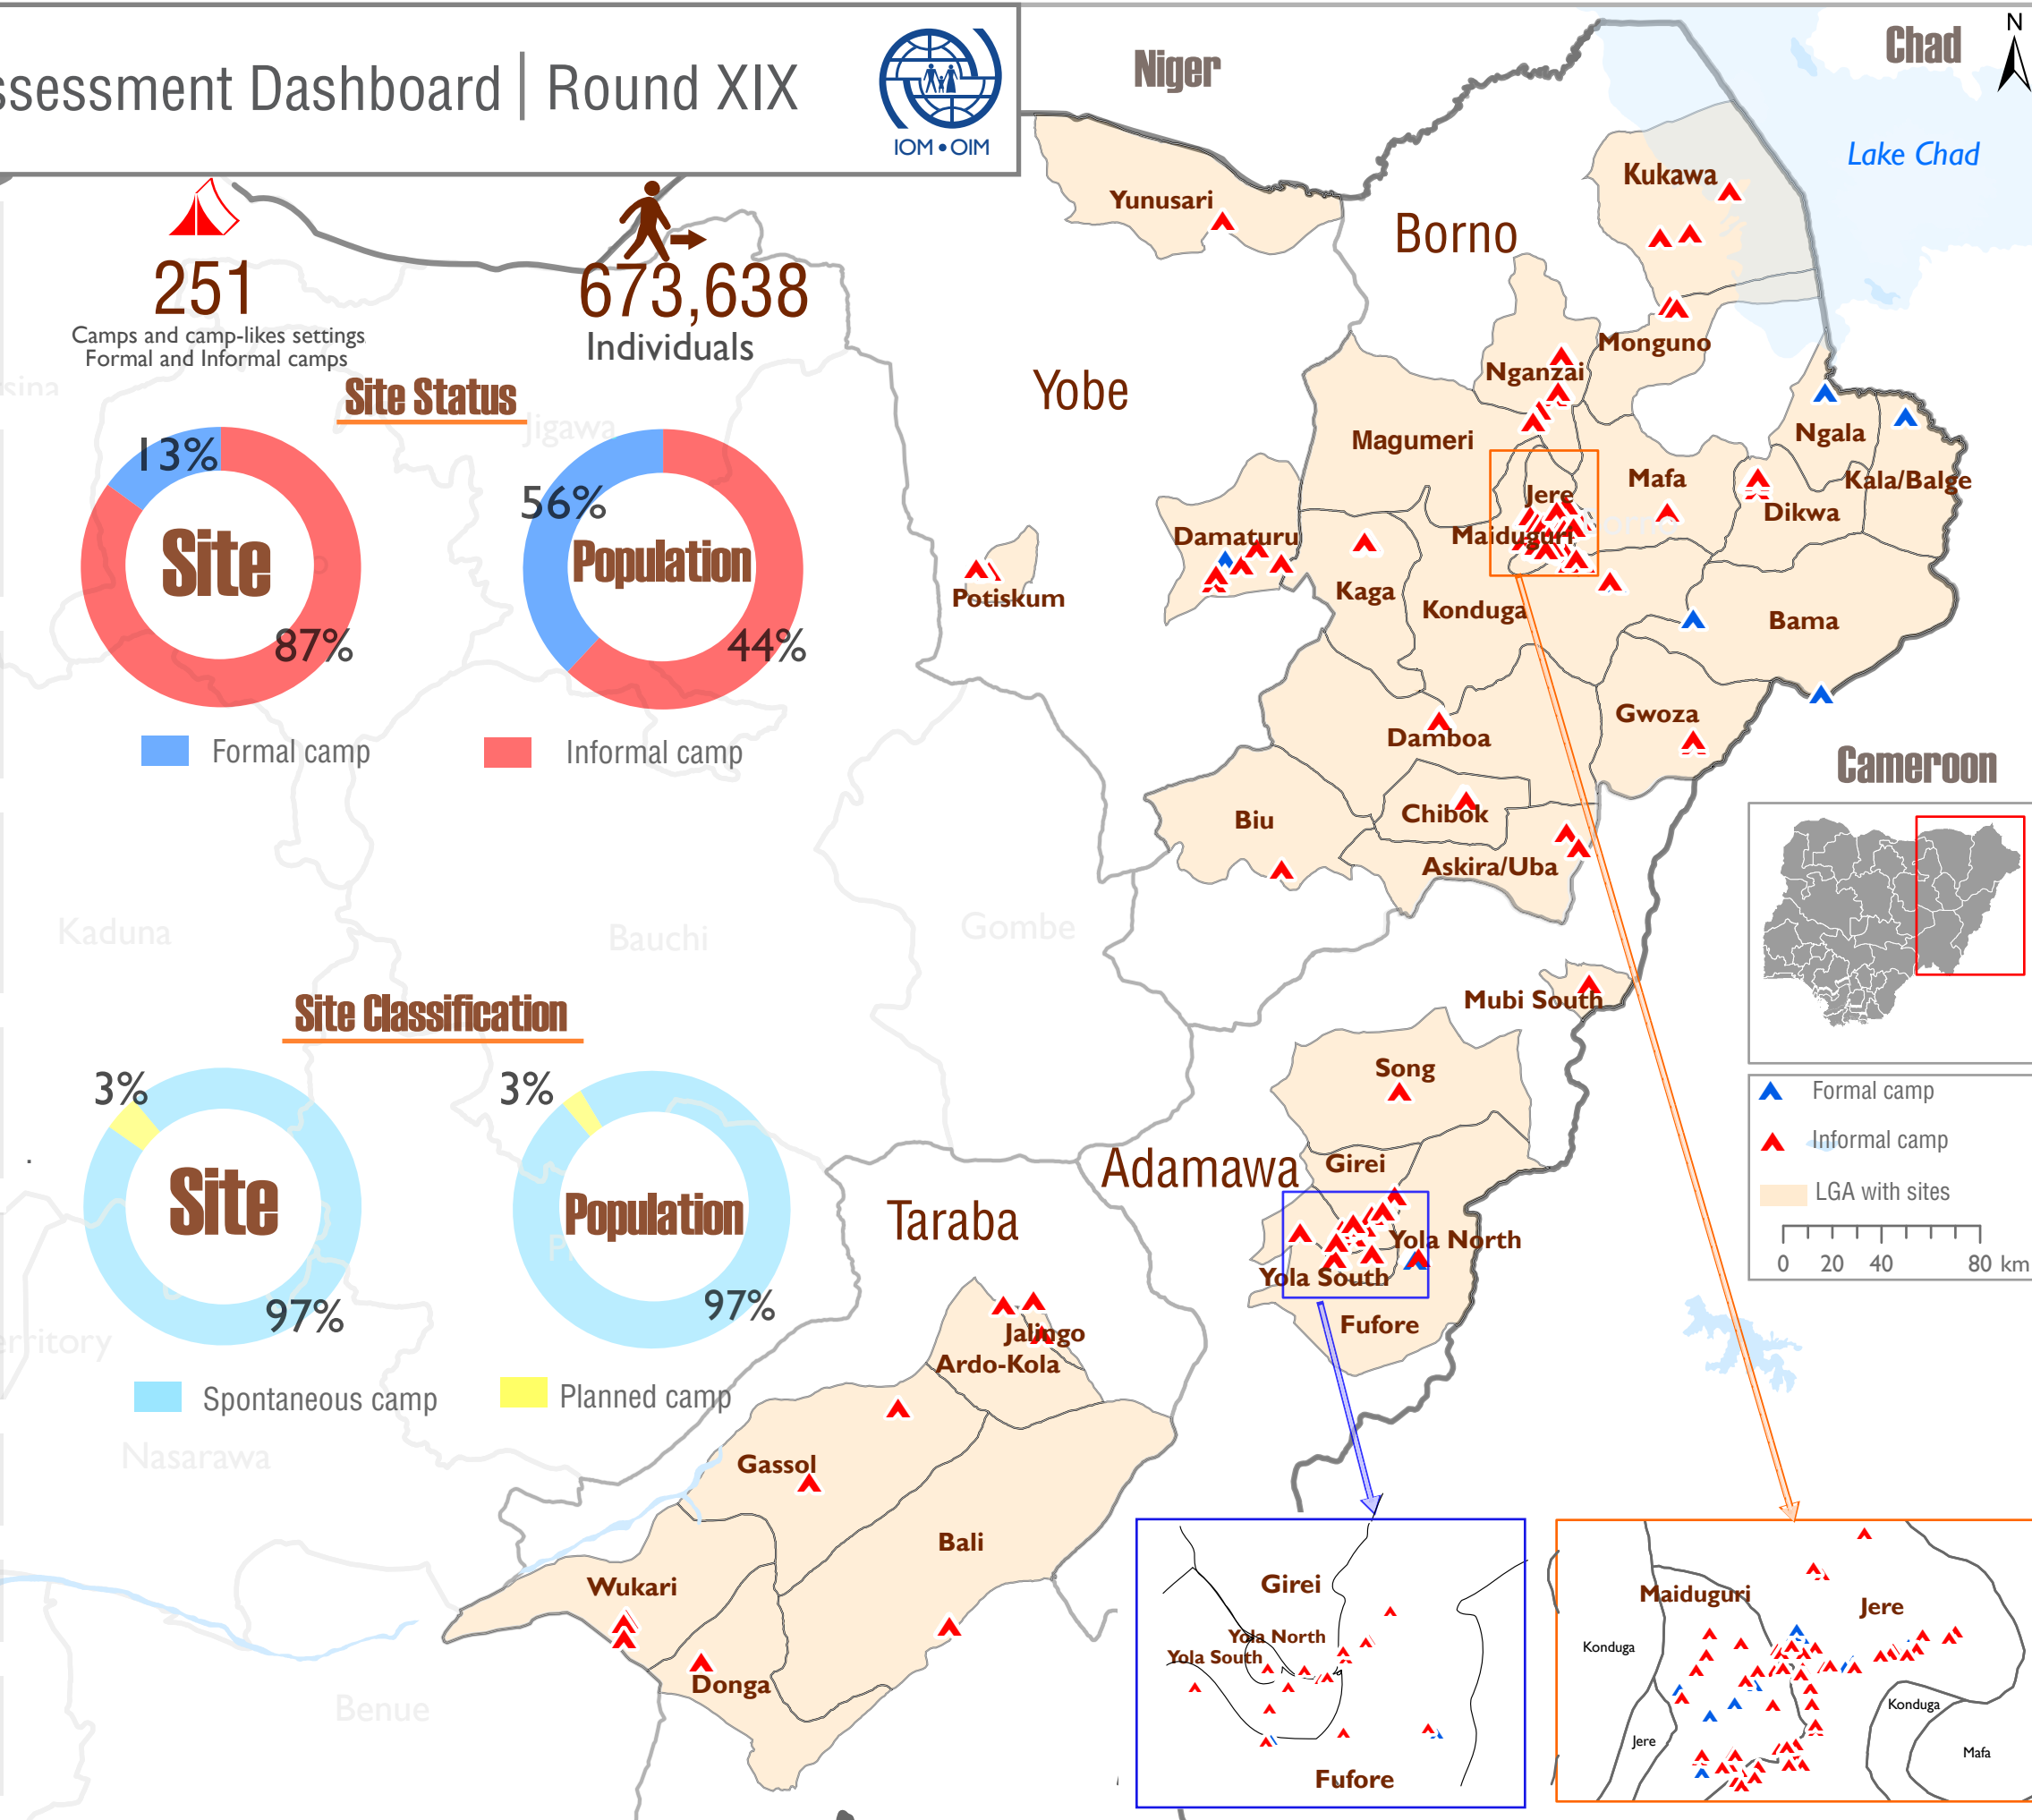 ssessment Dashboard | Round XIX
IOM • OIM
Niger
Chad
N
Lake Chad
251
Camps and camp-likes settings
Formal and Informal camps
673,638
Individuals
Site Status
Jigawa
13%
Site
87%
56%
Population
44%
Formal camp
Informal camp
Kaduna
Bauchi
Gombe
Site Classification
3%
Site
97%
3%
Population
97%
Spontaneous camp
Planned camp
erritory
Nasarawa
Benue
Yunusari
Borno
Kukawa
Yobe
Monguno
Nganzai
Magumeri
Ngala
Mafa
Kala/Balge
Jere
Dikwa
Damaturu
Maiduguri
Potiskum
Kaga
Konduga
Bama
Gwoza
Damboa
Cameroon
Biu
Chibok
Askira/Uba
Mubi South
Song
Adamawa
Girei
Taraba
Yola North
Yola South
Fufore
Jalingo
Ardo-Kola
Gassol
Bali
Wukari
Donga
Formal camp
Informal camp
LGA with sites
0 20 40 80 km
Girei
Yola North
Yola South
Fufore
Maiduguri
Jere
Konduga
Konduga
Jere
Mafa